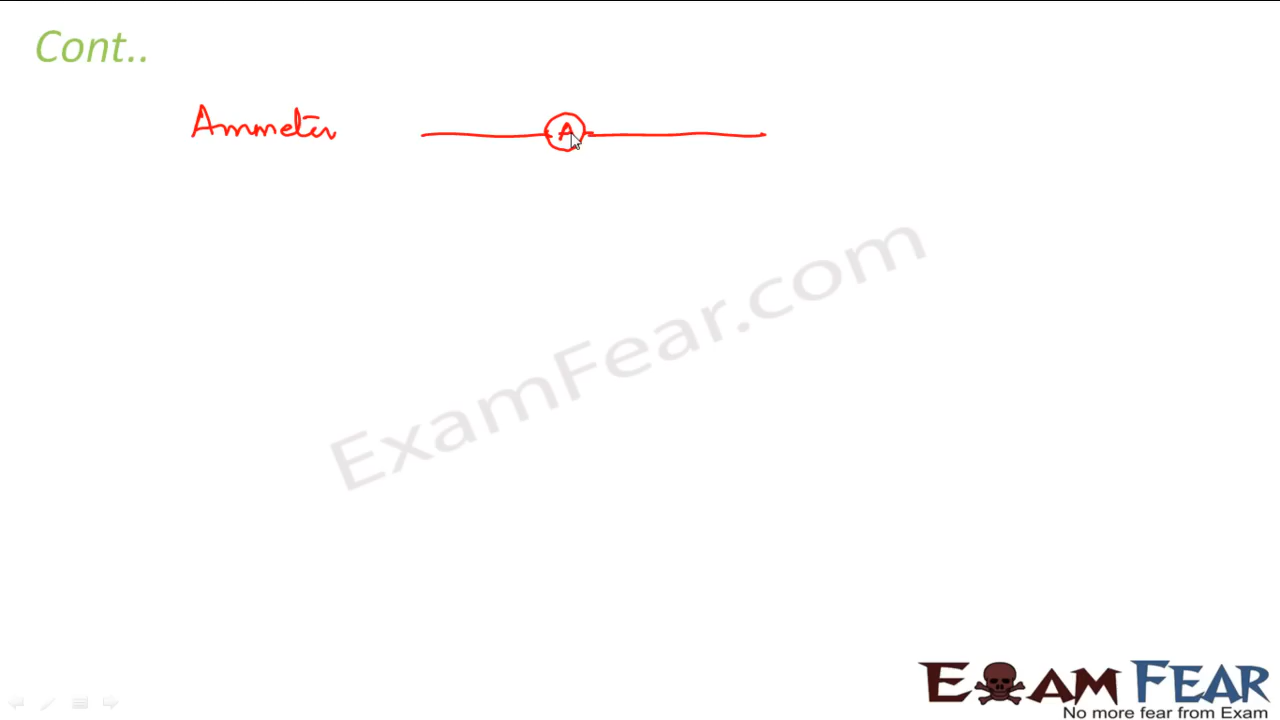 Cont..
Ammeter
A
ExamFear.com
EXAM FEAR
No more fear from Exam